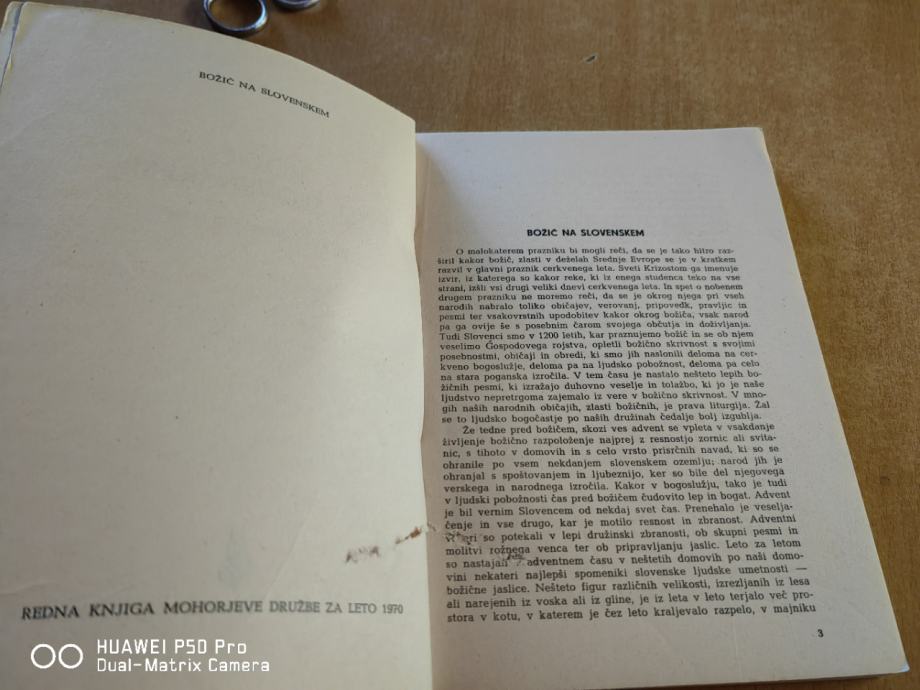 BOŽIČ NA SLOVENSKEM
REDNA KNJIGA MOHORJEVE DRUŽBE ZA LETO 1970
BOŽIČ NA SLOVENSKEM
O malokaterem prazniku bi mogli reči, da se je tako hitro raz-
širil kakor božič, zlasti v deželah Srednje Evrope se je v kratkem
razvil v glavni praznik cerkvenega leta. Sveti Krizostom ga imenuje
izvir, iz katerega so kakor reke, ki iz enega studenca teko na vse
strani, izšli vsi drugi veliki dnevi cerkvenega leta. In spet o nobenem
drugem prazniku ne moremo reči, da se je okrog njega pri vseh
narodih nabralo toliko običajev, verovanj, pripovedk, pravljic in
pesmi ter vsakovrstnih upodobitev kakor okrog božiča, vsak narod
pa ga ovije še s posebnim čarom svojega občutja in doživljanja.
Tudi Slovenci smo v 1200 letih, kar praznujemo božič in se ob njem
veselimo Gospodovega rojstva, opletli božično skrivnost s svojimi
posebnostmi, običaji in obredi, ki smo jih naslonili deloma na cer-
kveno bogoslužje, deloma pa na ljudsko pobožnost, deloma pa celo
na stara poganska izročila. V tem času je nastalo nešteto lepih bo-
žičnih pesmi, ki izražajo duhovno veselje in tolažbo, ki jo je naše
ljudstvo nepretrgoma zajemalo iz vere v božično skrivnost. V mno-
gih naših narodnih običajih, zlasti božičnih, je prava liturgija. Žal
se to ljudsko bogočastje po naših družinah čedalje bolj izgublja.
Že tedne pred božičem, skozi ves advent se vpleta v vsakdanje
življenje božično razpoloženje najprej z resnostjo zornic ali svita-
nic, s tihoto v domovih in s celo vrsto prisrčnih navad, ki so se
ohranile po vsem nekdanjem slovenskem ozemlju; narod jih je
ohranjal s spoštovanjem in ljubeznijo, ker so bile del njegovega
verskega in narodnega izročila. Kakor v bogoslužju, tako je tudi
v ljudski pobožnosti čas pred božičem čudovito lep in bogat. Advent
je bil vernim Slovencem od nekdaj svet čas. Prenehalo je veselja-
čenje in vse drugo, kar je motilo resnost in zbranost. Adventni
so potekali v lepi družinski zbranosti, ob skupni pesmi in
molitvi rožnega venca ter ob pripravljanju jaslic. Leto za letom
so nastajale adventnem času v neštetih domovih po naši domo-
vini nekateri najlepši spomeniki slovenske ljudske umetnosti —
božične jaslice. Nešteto figur različnih velikosti, izrezljanih iz lesa
ali narejenih iz voska ali iz gline, je iz leta v leto terjalo več pro-
stora v kotu, v katerem je čez leto kraljevalo razpelo, v majniku
3
HUAWEI P50 Pro
Dual-Matrix Camera